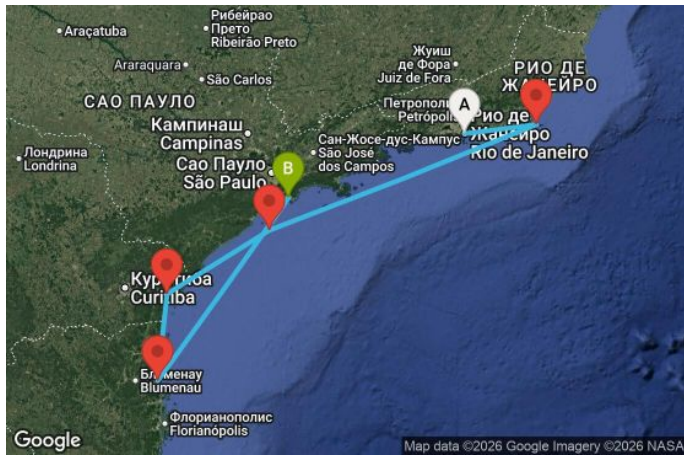 Рибейрао
Прето
Ribeirão Preto
Araçatuba
Araraquara
São Carlos
Жуиш
де Фора
Juiz de Fora
РИО ДЕ
ЖАНЕЙРО
САО ПАУЛО
A
Петрополис
Petrópolis
Рио де
Жанейро
Rio de Janeiro
Кампинаш
Campinas
Сан-Жосе-дус-Кампус
São José
dos Campos
Лондрина
Londrina
Сао Пауло
São Paulo
B
Curitiba
Блуменау
Blumenau
Флорианополис
Florianópolis
Google
Map data ©2026 Google Imagery ©2026 NASA